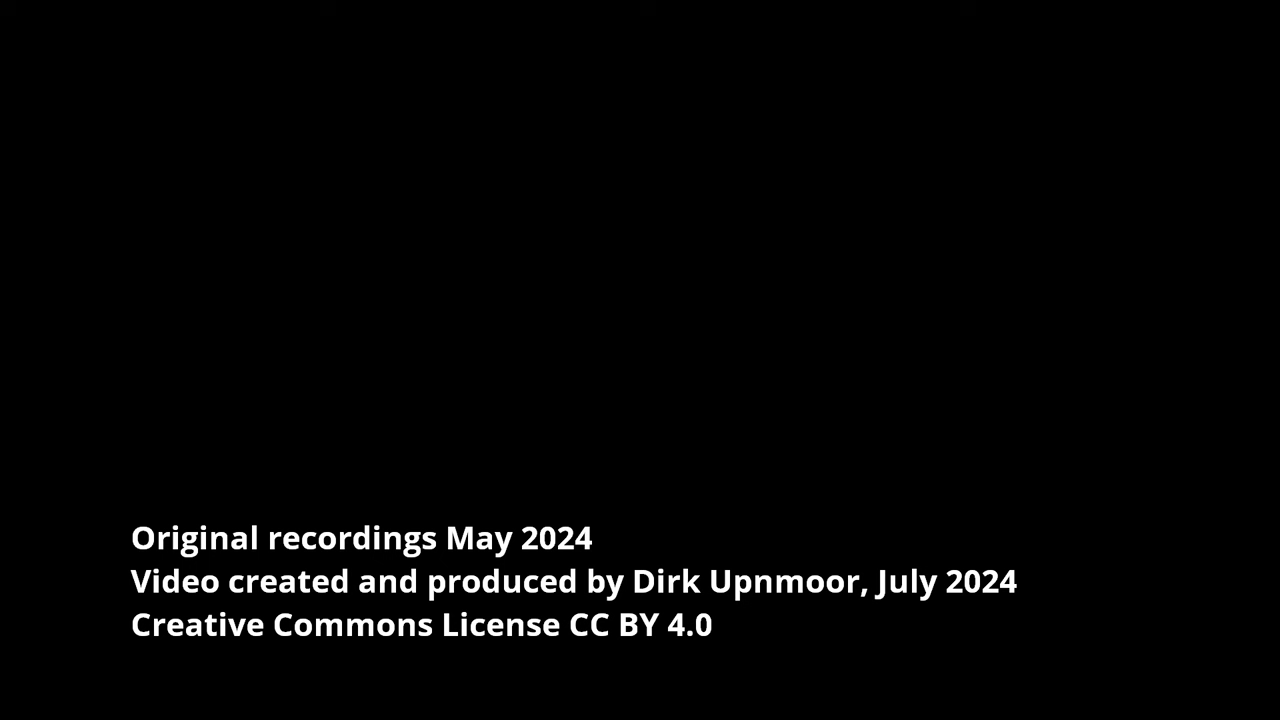 Original recordings May 2024
Video created and produced by Dirk Upnmoor, July 2024
Creative Commons License CC BY 4.0